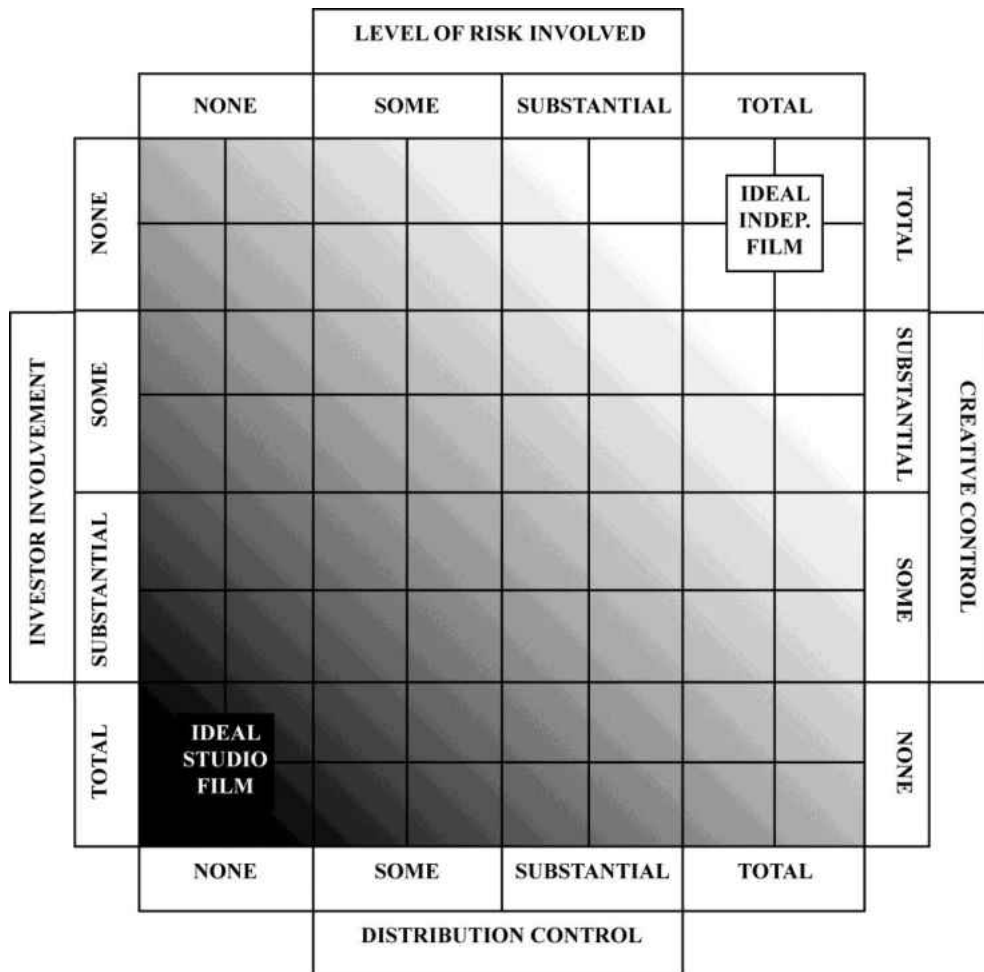 LEVEL OF RISK INVOLVED
NONE
SOME
SUBSTANTIAL
TOTAL
INVESTOR INVOLVEMENT
NONE
SOME
SUBSTANTIAL
TOTAL
IDEAL
INDEP.
FILM
IDEAL
STUDIO
FILM
TOTAL
SUBSTANTIAL
SOME
NONE
CREATIVE CONTROL
NONE
SOME
SUBSTANTIAL
TOTAL
DISTRIBUTION CONTROL